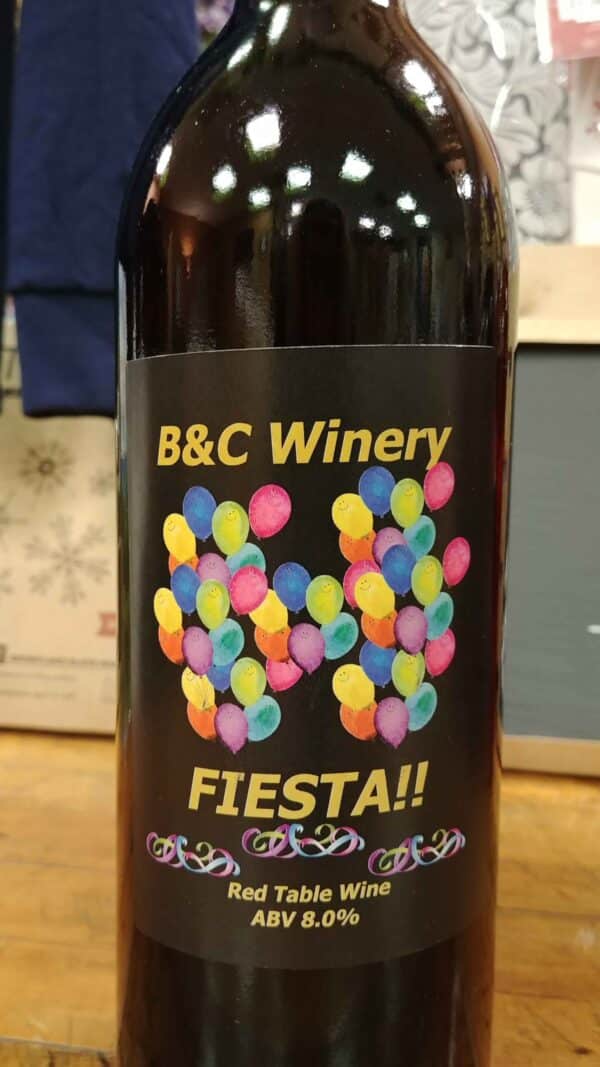 B&C Winery
FIESTA!!
Red Table Wine
ABV 8.0%